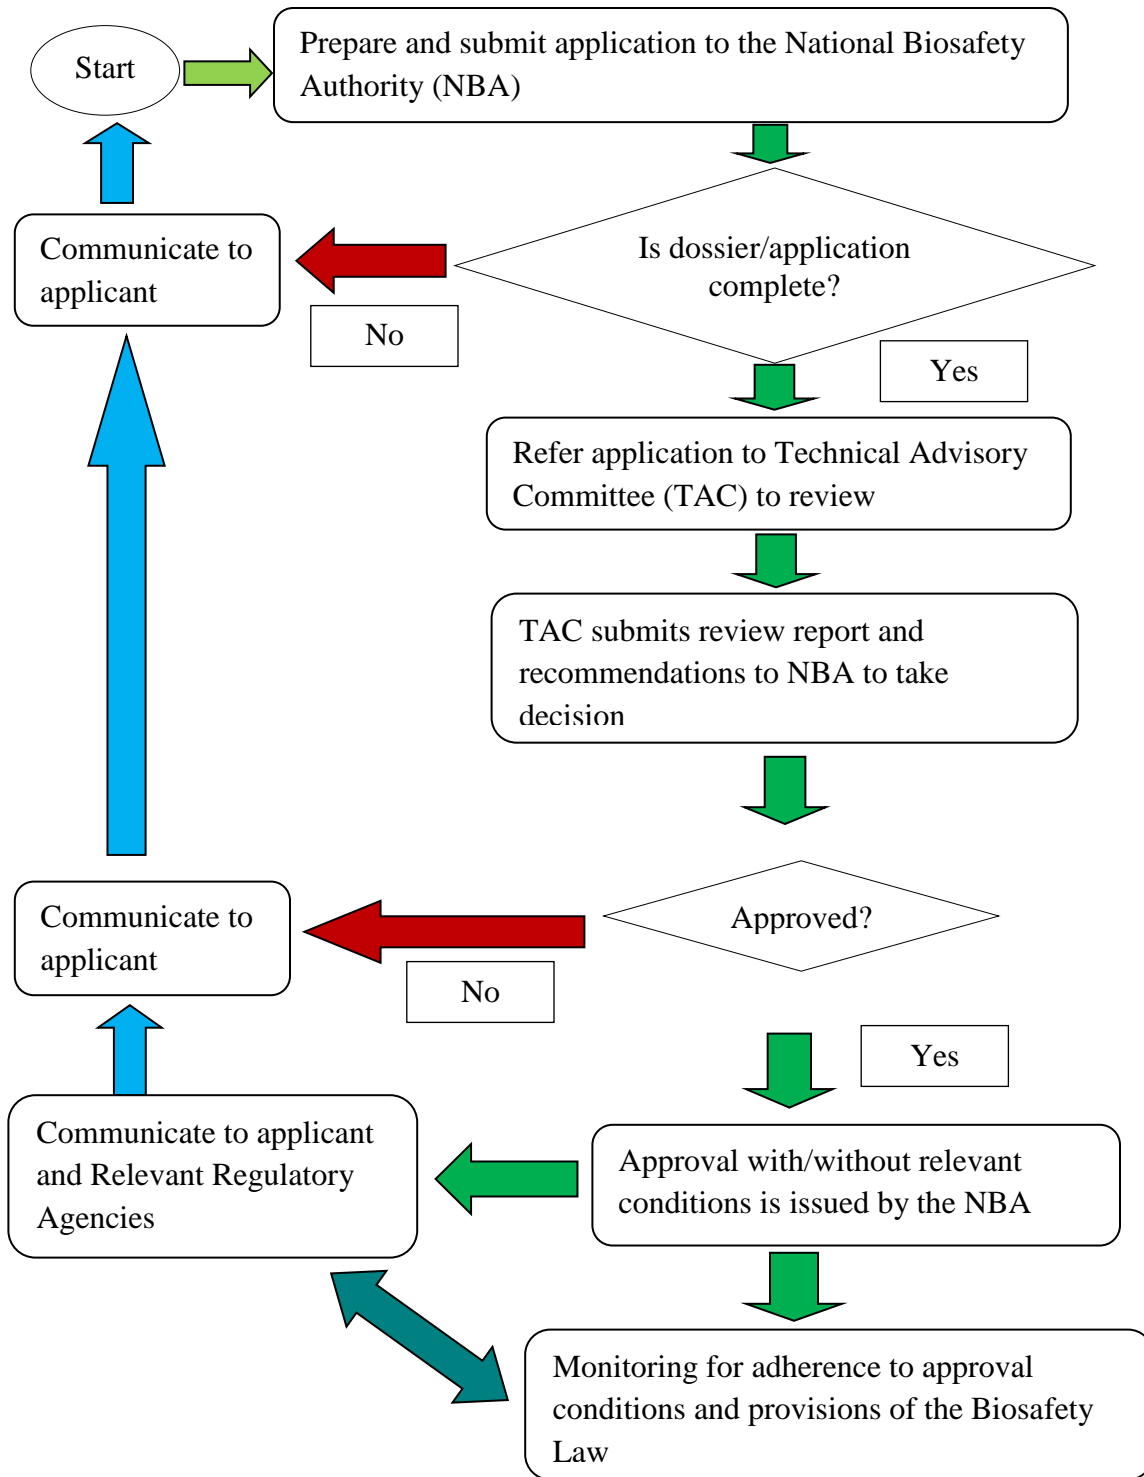 Start
Prepare and submit application to the National Biosafety
Authority (NBA)
Communicate to
applicant
Is dossier/application
complete?
No
Yes
Refer application to Technical Advisory
Committee (TAC) to review
TAC submits review report and
recommendations to NBA to take
decision
Communicate to
applicant
Approved?
No
Yes
Communicate to applicant
and Relevant Regulatory
Agencies
Approval with/without relevant
conditions is issued by the NBA
Monitoring for adherence to approval
conditions and provisions of the Biosafety
Law